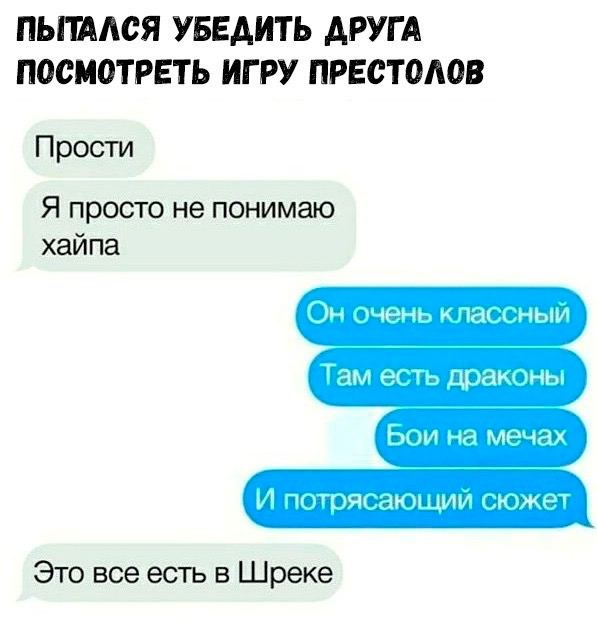 ПЫТАЛСЯ УБЕДИТЬ ДРУГА
ПОСМОТРЕТЬ ИГРУ ПРЕСТОЛОВ
Прости
Я просто не понимаю
хайпа
Он очень классный
Там есть драконы
Бои на мечах
И потрясающий сюжет
Это все есть в Шреке